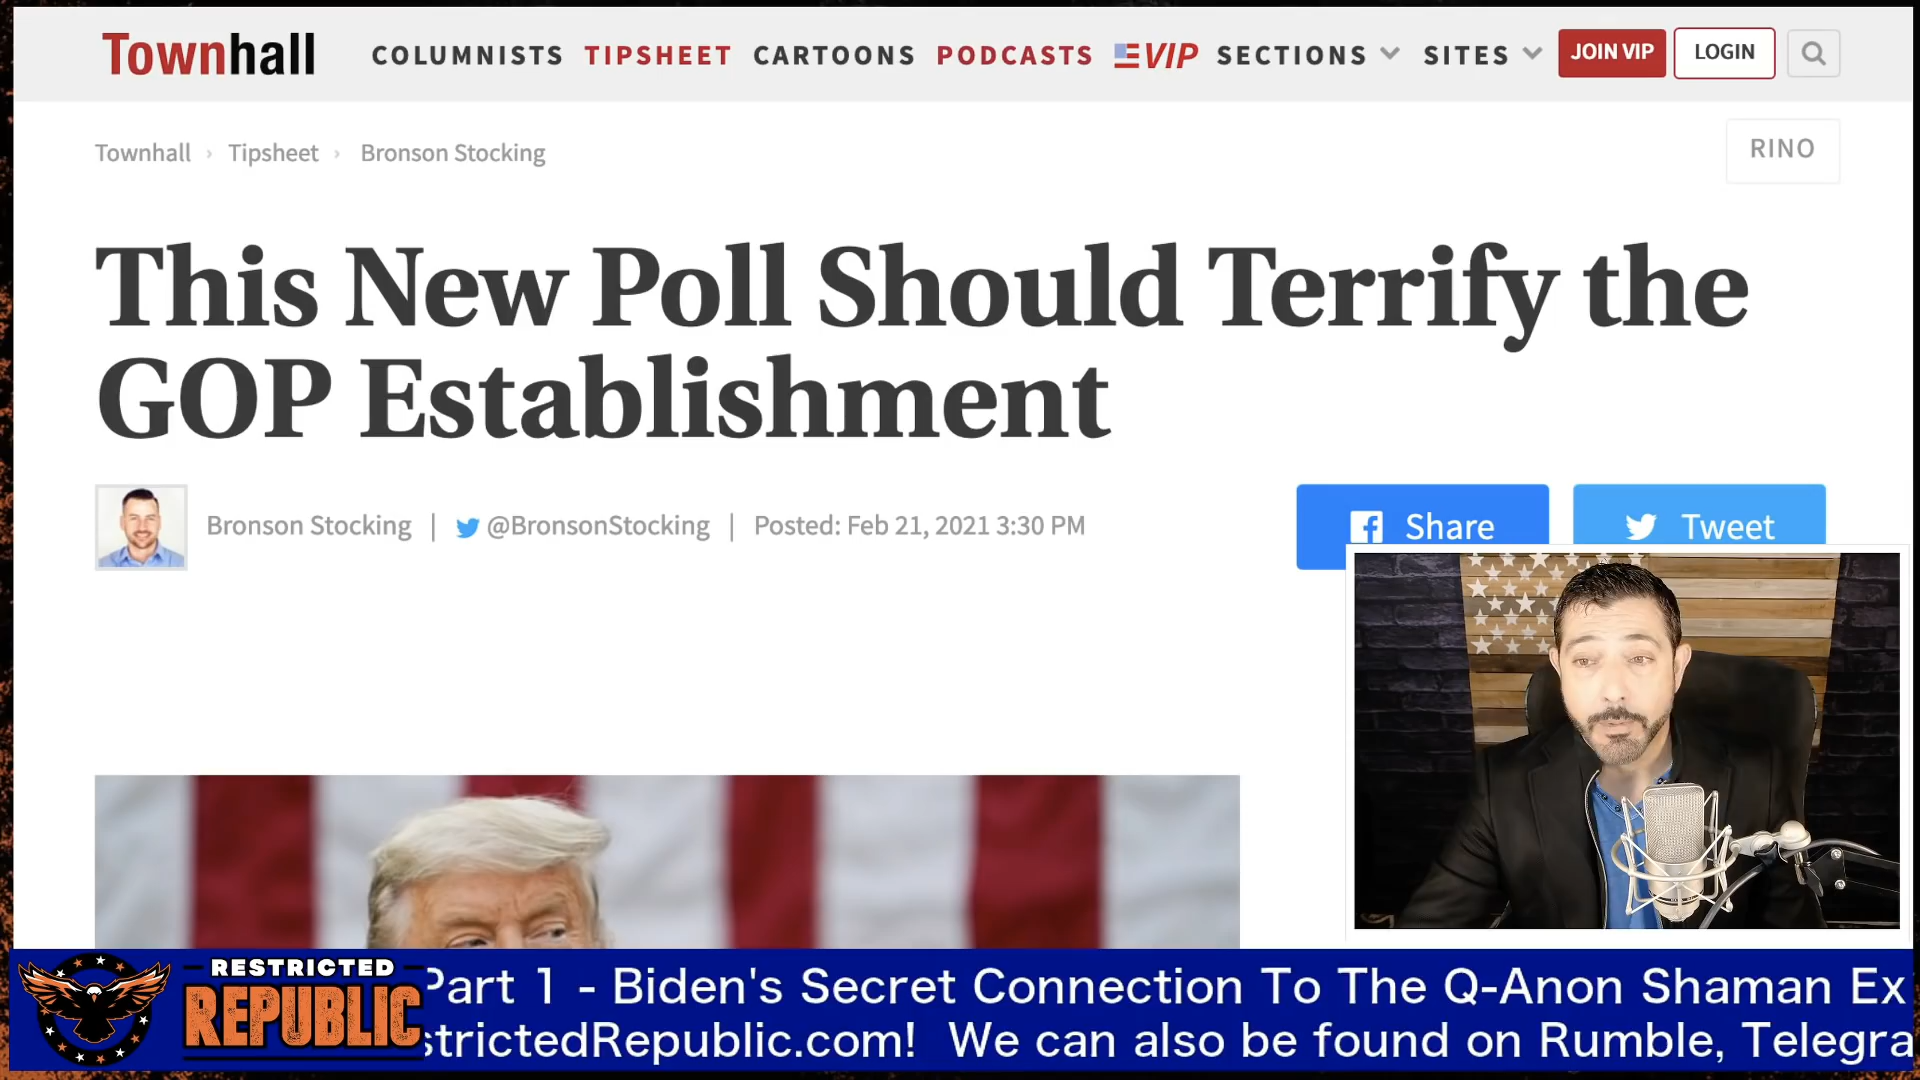 Townhall COLUMNISTS TIPSHEET CARTOONS PODCASTS VIP SECTIONS SITES JOIN VIP LOGIN
Townhall › Tipsheet › Bronson Stocking
RINO
This New Poll Should Terrify the
GOP Establishment
Bronson Stocking | @BronsonStocking | Posted: Feb 21, 2021 3:30 PM
Share Tweet
RESTRICTED
REPUBLIC
Part 1 - Biden's Secret Connection To The Q-Anon Shaman Ex
strictedRepublic.com! We can also be found on Rumble, Telegra